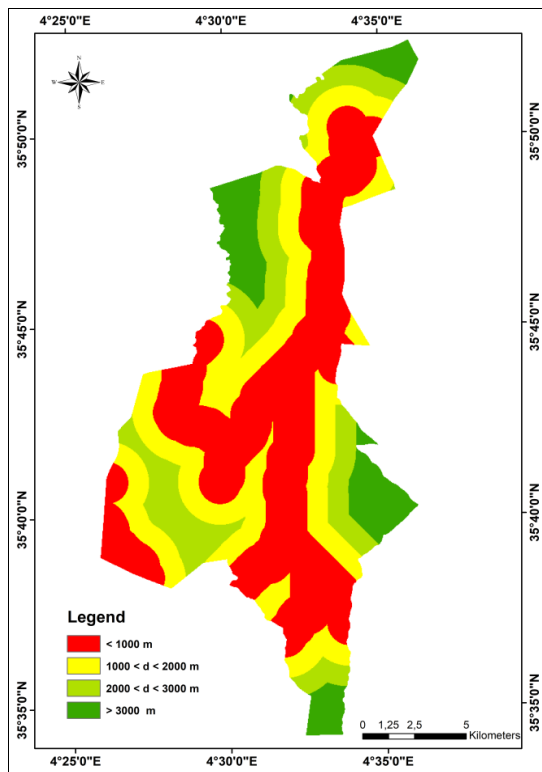 4°25'0"E 4°30'0"E 4°35'0"E
N
W E
S
35°50'0"N 35°50'0"N
35°45'0"N 35°45'0"N
35°40'0"N 35°40'0"N
Legend
< 1000 m
1000 < d < 2000 m
2000 < d < 3000 m
> 3000 m
35°35'0"N 35°35'0"N
0 1,25 2,5 5
Kilometers
4°25'0"E 4°30'0"E 4°35'0"E